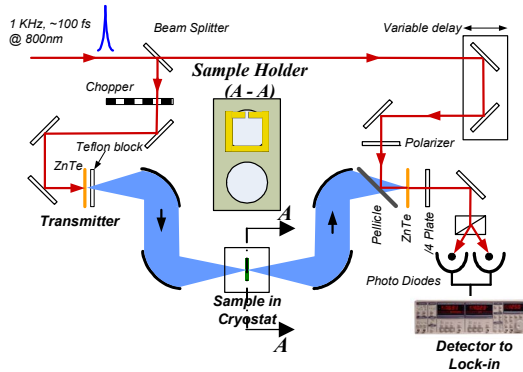 1 KHz, ~100 fs
@ 800nm
Beam Splitter
Variable delay
Chopper
Sample Holder
(A - A)
Polarizer
Teflon block
ZnTe
Transmitter
A
Pellicle
ZnTe
/4 Plate
Photo Diodes
Sample in
Cryostat
A
Detector to
Lock-in